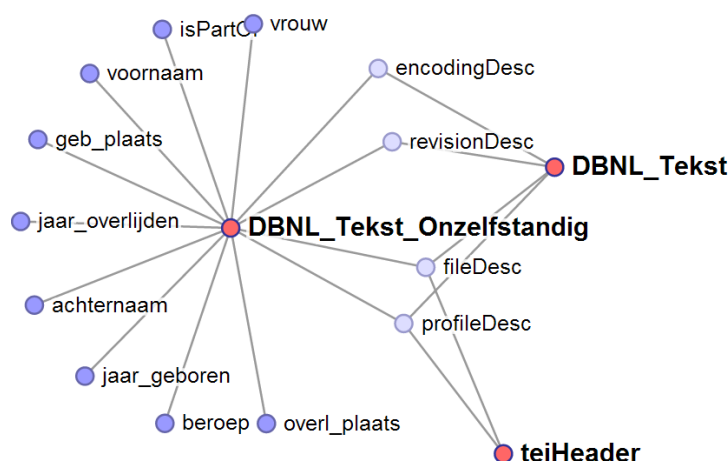 isPartOf
vrouw
voornaam
encodingDesc
geb_plaats
revisionDesc
DBNL_Tekst
jaar_overlijden
DBNL_Tekst_Onzelfstandig
fileDesc
achternaam
profileDesc
jaar_geboren
beroep
overl_plaats
teiHeader